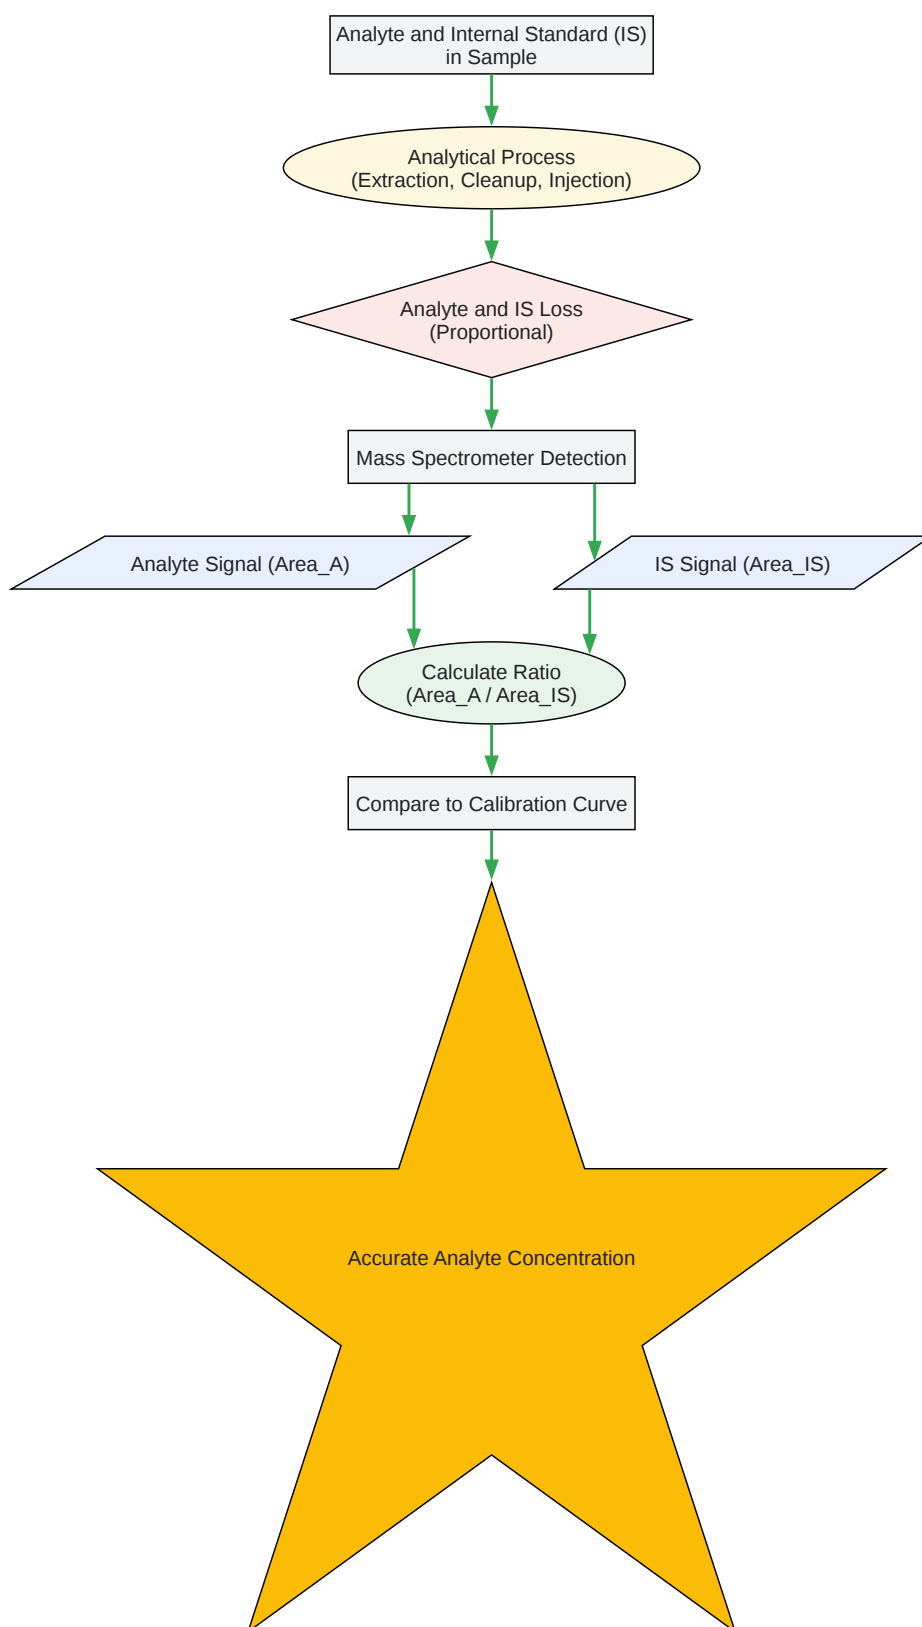 Analyte and Internal Standard (IS)
in Sample
Analytical Process
(Extraction, Cleanup, Injection)
Analyte and IS Loss
(Proportional)
Mass Spectrometer Detection
Analyte Signal (Area_A)
IS Signal (Area_IS)
Calculate Ratio
(Area_A / Area_IS)
Compare to Calibration Curve
Accurate Analyte Concentration